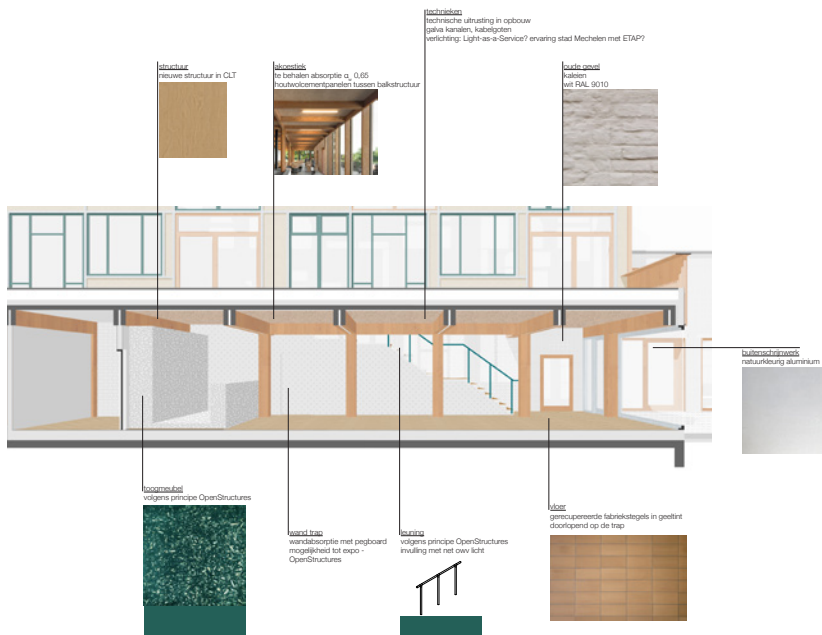 technieken
technische uitrusting in opbouw
galva kanalen, kabelgoten
verlichting: Light-as-a-Service? ervaring stad Mechelen met ETAP?
structuur
nieuwe structuur in CLT
akoestiek
te behalen absorptie αw 0,65
houtwolcementpanelen tussen balkstructuur
oude gevel
kaleien
wit RAL 9010
buitenschrijnwerk
natuurkleurig aluminium
toogmeubel
volgens principe OpenStructures
wand trap
wandabsorptie met pegboard
mogelijkheid tot expo -
OpenStructures
leuning
volgens principe OpenStructures
invulling met net owv licht
vloer
gerecupereerde fabriekstegels in geeltint
doorlopend op de trap